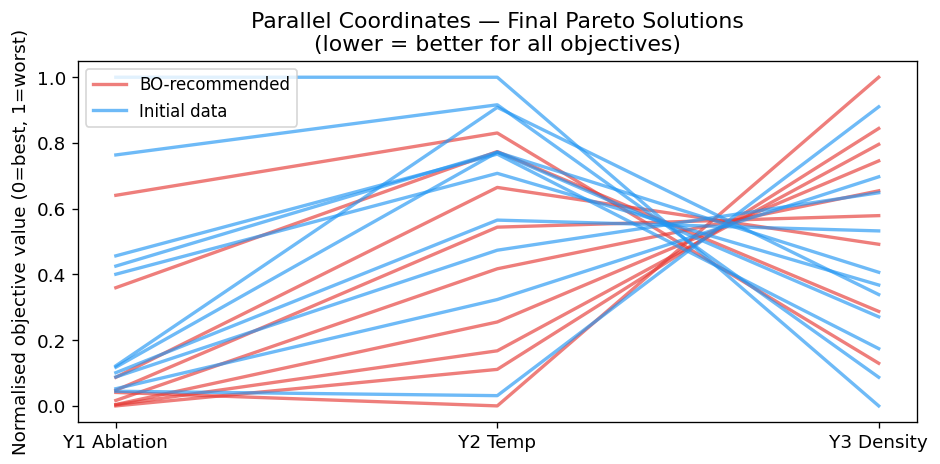 Parallel Coordinates — Final Pareto Solutions
(lower = better for all objectives)
Normalised objective value (0=best, 1=worst)
1.0
0.8
0.6
0.4
0.2
0.0
BO-recommended
Initial data
Y1 Ablation
Y2 Temp
Y3 Density